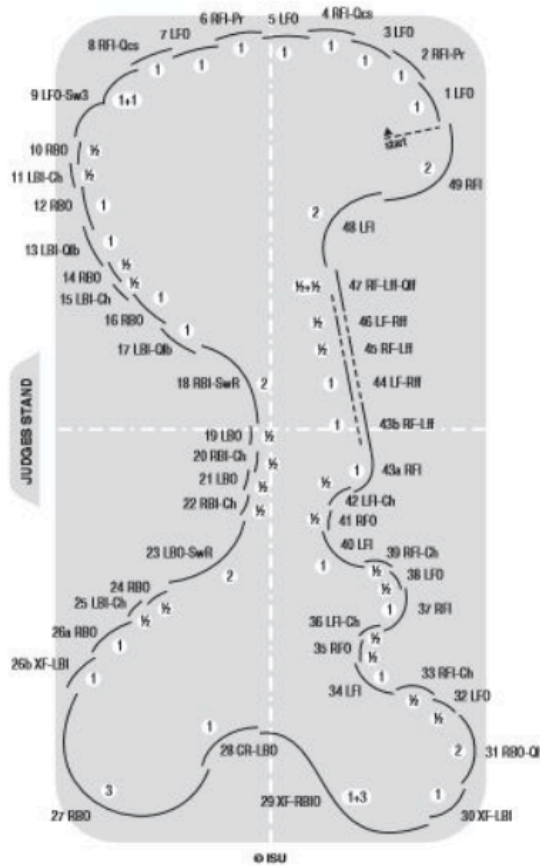 6 RFI-Pr
5 LFO
4 RFI-Qcs
7 LFO
3 LFO
8 RFI-Qcs
2 RFI-Pr
1 LFO
9 LFO-Sw3
1
1
1
1
1
1
1
1
1+1
start
10 RBO
½
11 LBI-Ch
½
2
49 RFI
12 RBO
1
2
48 LFI
13 LBI-Qlb
1
14 RBO
½
½
½+½
47 RF-Lff-Qff
15 LBI-Ch
1
16 RBO
½
46 LF-Rff
17 LBI-Qlb
1
½
45 RF-Lff
18 RBI-SwR
2
1
44 LF-Rff
JUDGES STAND
19 LBO
½
1
43b RF-Lff
20 RBI-Ch
½
1
43a RFI
21 LBO
½
½
42 LFI-Ch
22 RBI-Ch
½
½
41 RFO
23 LBO-SwR
2
40 LFI
1
39 RFI-Ch
½
38 LFO
½
24 RBO
½
25 LBI-Ch
½
1
37 RFI
26a RBO
1
36 LFI-Ch
½
35 RFO
½
26b XF-LBI
1
34 LFI
1
33 RFI-Ch
½
32 LFO
½
1
28 CR-LBO
2
31 RBO-Ql
27 RBO
3
29 XF-RBIO
1+3
1
30 XF-LBI
© ISU